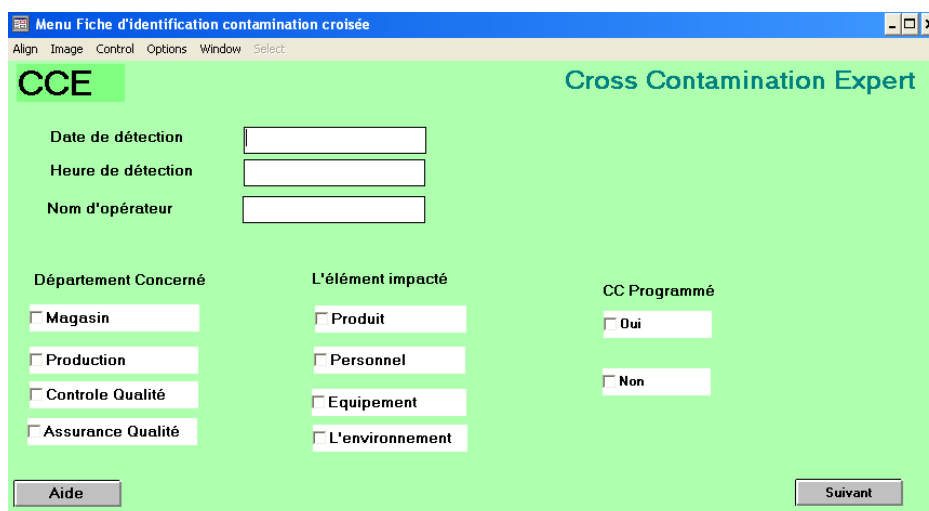 Menu Fiche d'identification contamination croisée
Align Image Control Options Window Select
CCE
Cross Contamination Expert
Date de détection
Heure de détection
Nom d'opérateur
Département Concerné
Magasin
Production
Controle Qualité
Assurance Qualité
L'élément impacté
Produit
Personnel
Equipement
L'environnement
CC Programmé
Oui
Non
Aide
Suivant